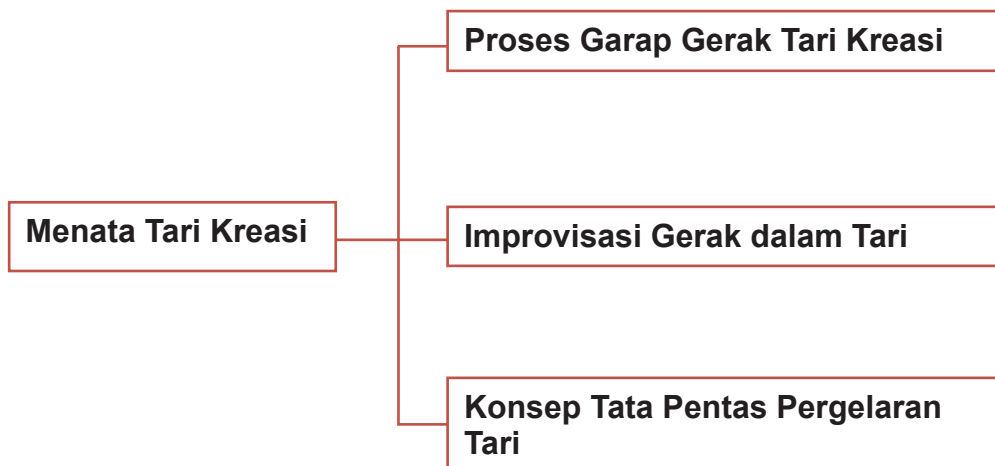 Proses Garap Gerak Tari Kreasi
Menata Tari Kreasi
Improvisasi Gerak dalam Tari
Konsep Tata Pentas Pergelaran
Tari